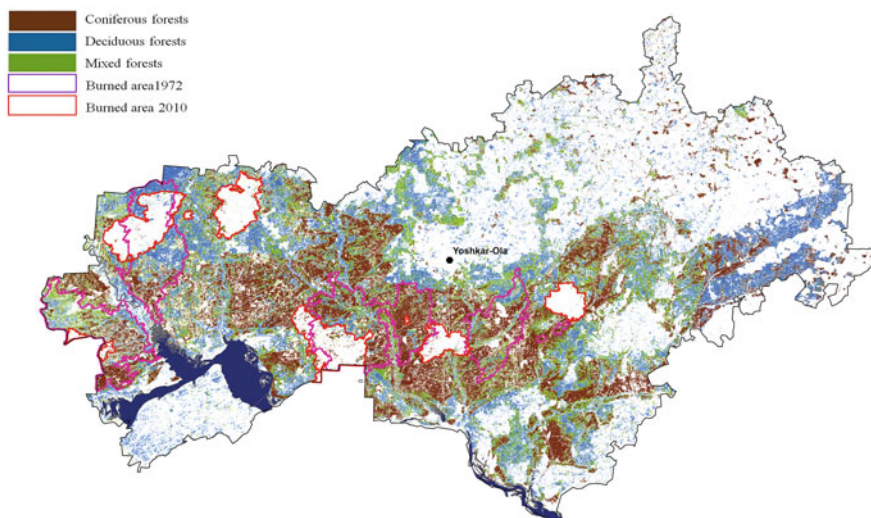 Coniferous forests
Deciduous forests
Mixed forests
Burned area1972
Burned area 2010
Yoshkar-Ola